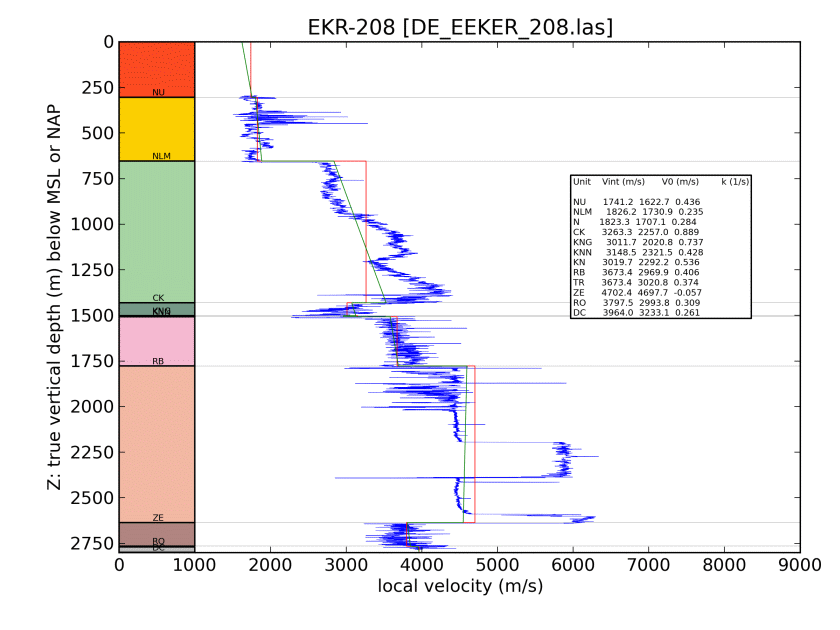 EKR-208 [DE_EEKER_208.las]
0
250
500
750
1000
1250
1500
1750
2000
2250
2500
2750
Z: true vertical depth (m) below MSL or NAP
NU
NLM
CK
KNN
RB
ZE
RO
DC
Unit Vint (m/s) V0 (m/s) k (1/s)
NU 1741.2 1622.7 0.436
NLM 1826.2 1730.9 0.235
N 1823.3 1707.1 0.284
CK 3263.3 2257.0 0.889
KNG 3011.7 2020.8 0.737
KNN 3148.5 2321.5 0.428
KN 3019.7 2292.2 0.536
RB 3673.4 2969.9 0.406
TR 3673.4 3020.8 0.374
ZE 4702.4 4697.7 -0.057
RO 3797.5 2993.8 0.309
DC 3964.0 3233.1 0.261
0 1000 2000 3000 4000 5000 6000 7000 8000 9000
local velocity (m/s)